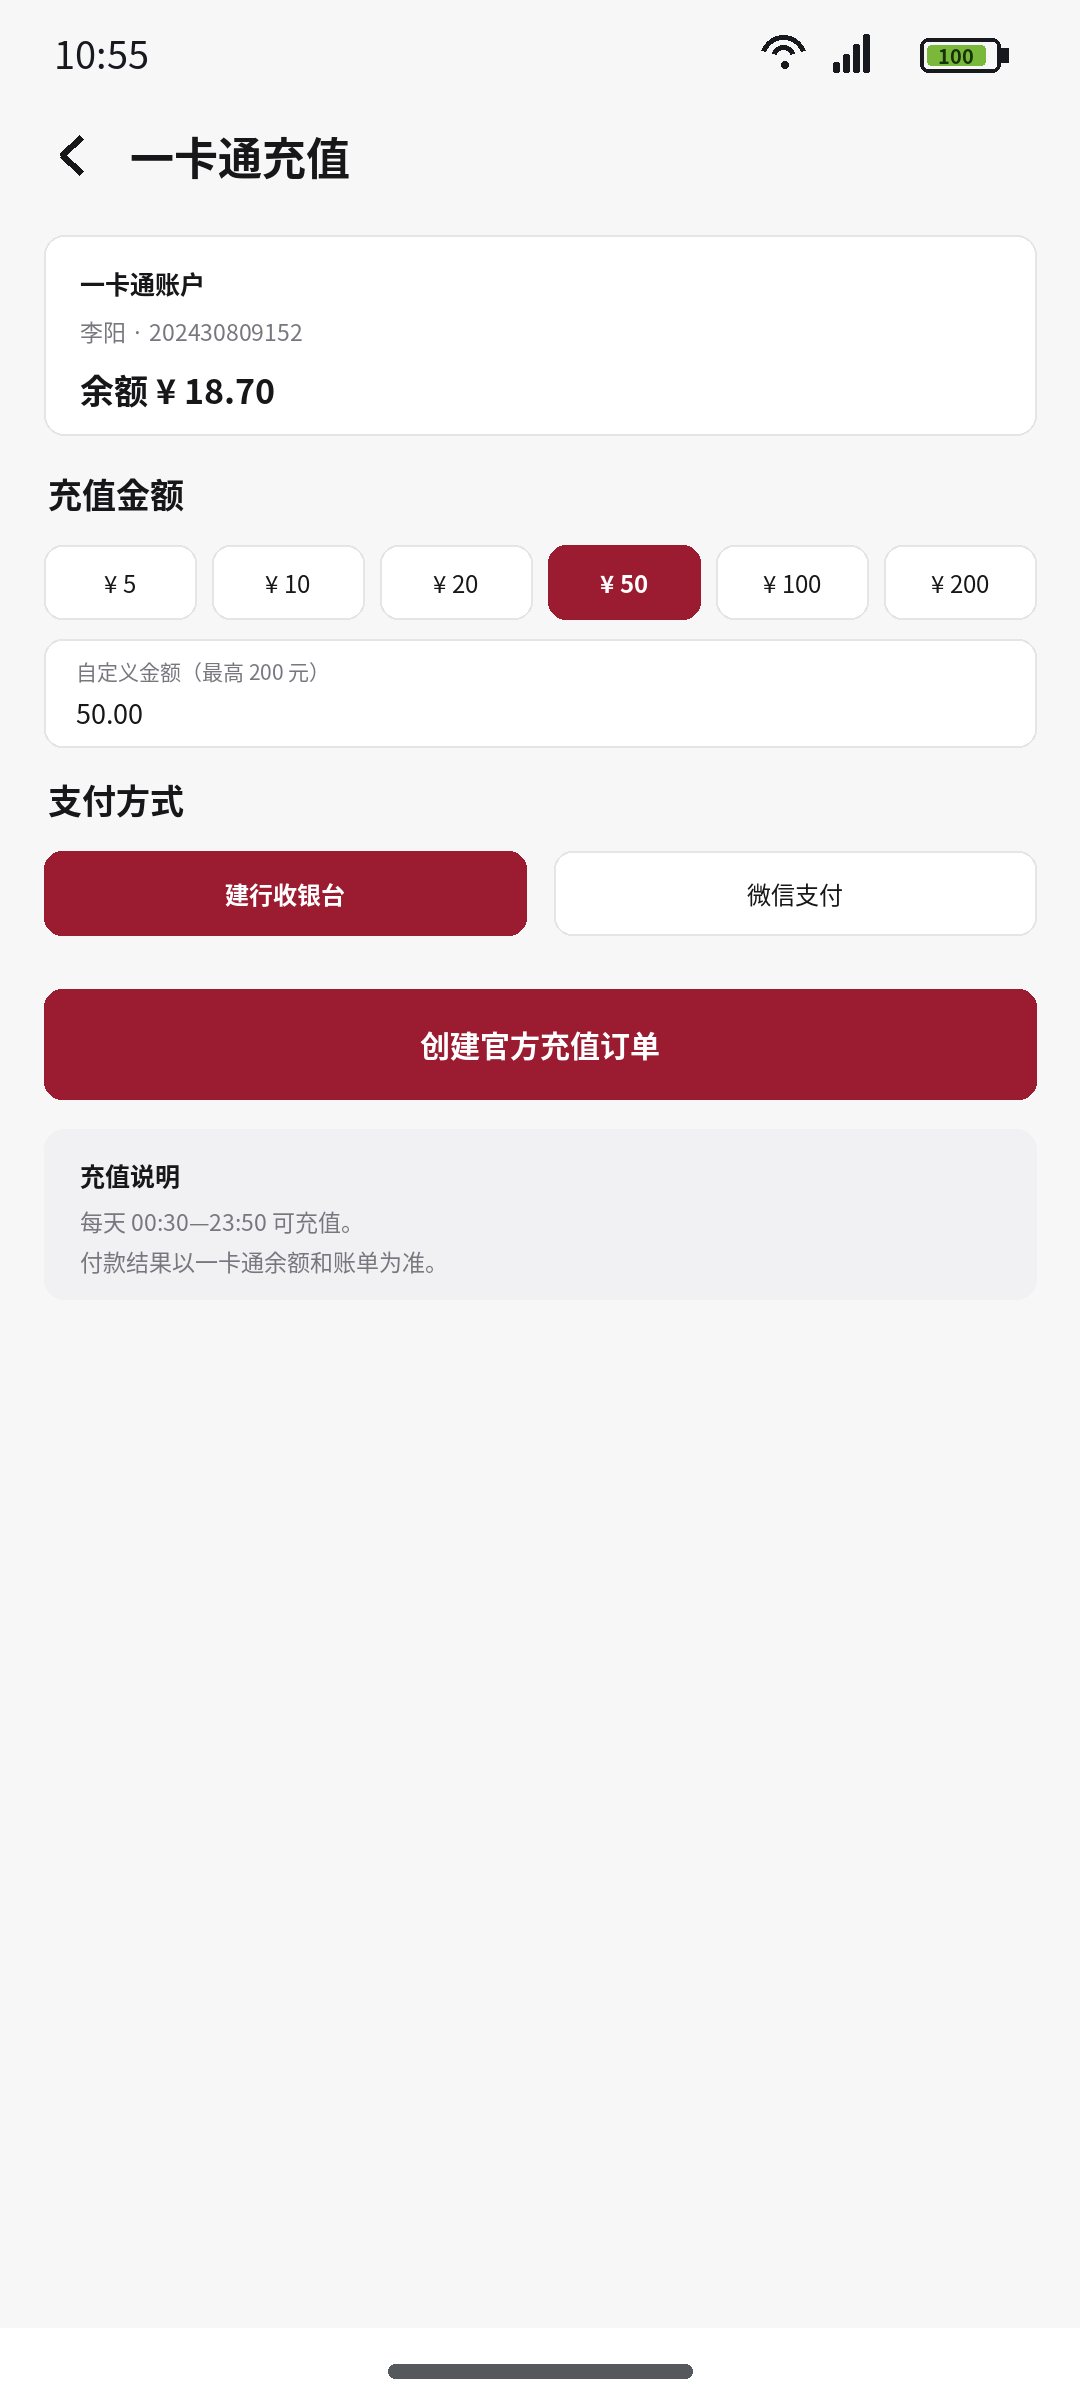 10:55
100
一卡通充值
一卡通账户
李阳 · 202430809152
余额 ¥ 18.70
充值金额
¥ 5
¥ 10
¥ 20
¥ 50
¥ 100
¥ 200
自定义金额（最高 200 元）
50.00
支付方式
建行收银台
微信支付
创建官方充值订单
充值说明
每天 00:30—23:50 可充值。
付款结果以一卡通余额和账单为准。